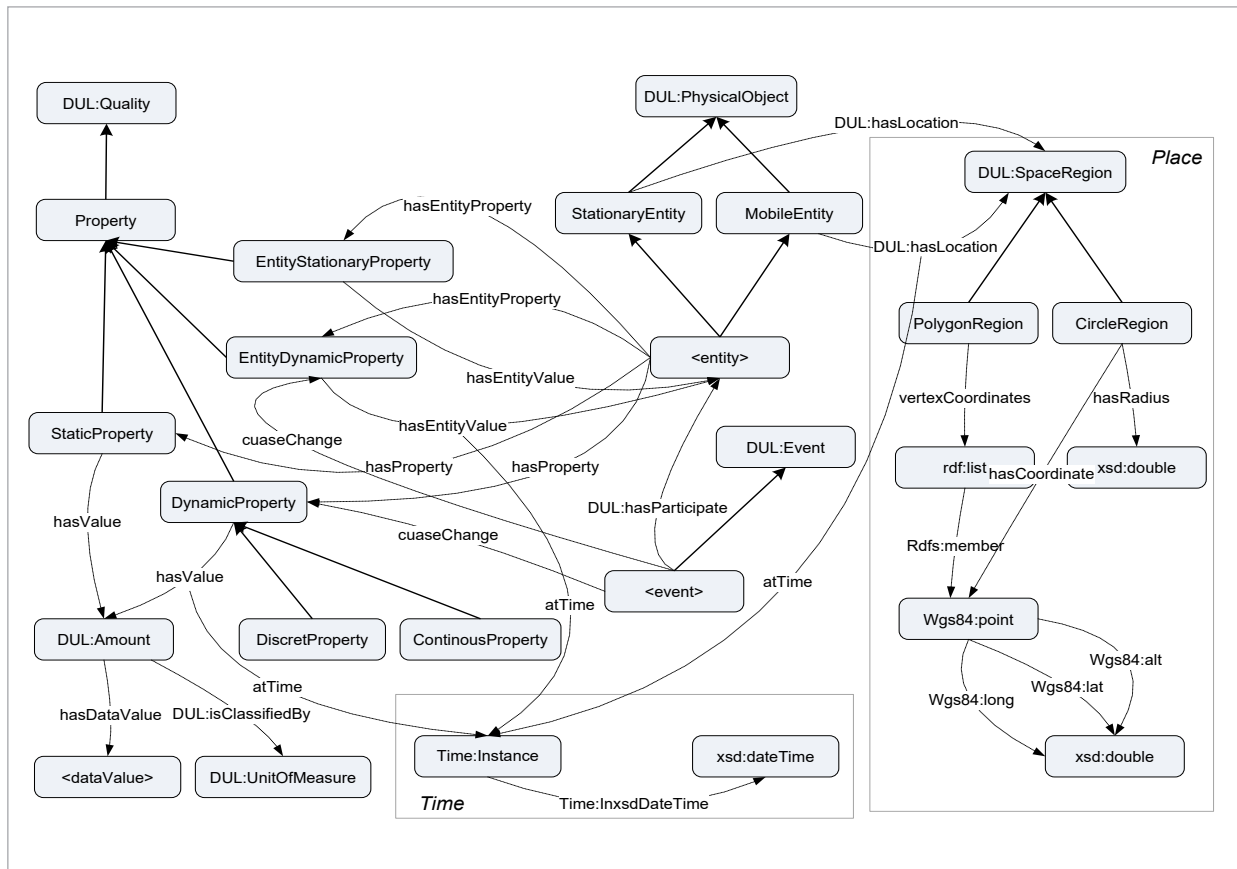 DUL:Quality
DUL:PhysicalObject
DUL:hasLocation
Place
DUL:SpaceRegion
Property
hasEntityProperty
StationaryEntity
MobileEntity
DUL:hasLocation
EntityStationaryProperty
hasEntityProperty
PolygonRegion
CircleRegion
EntityDynamicProperty
<entity>
hasEntityValue
vertexCoordinates
hasRadius
StaticProperty
cuaseChange
hasEntityValue
DUL:Event
hasProperty
hasProperty
rdf:list
hasCoordinate
xsd:double
DynamicProperty
hasValue
cuaseChange
DUL:hasParticipate
Rdfs:member
hasValue
atTime
atTime
<event>
DUL:Amount
DiscretProperty
ContinousProperty
Wgs84:point
Wgs84:alt
atTime
Wgs84:lat
Wgs84:long
hasDataValue
DUL:isClassifiedBy
Time:Instance
xsd:dateTime
xsd:double
<dataValue>
DUL:UnitOfMeasure
Time
Time:InxsdDateTime